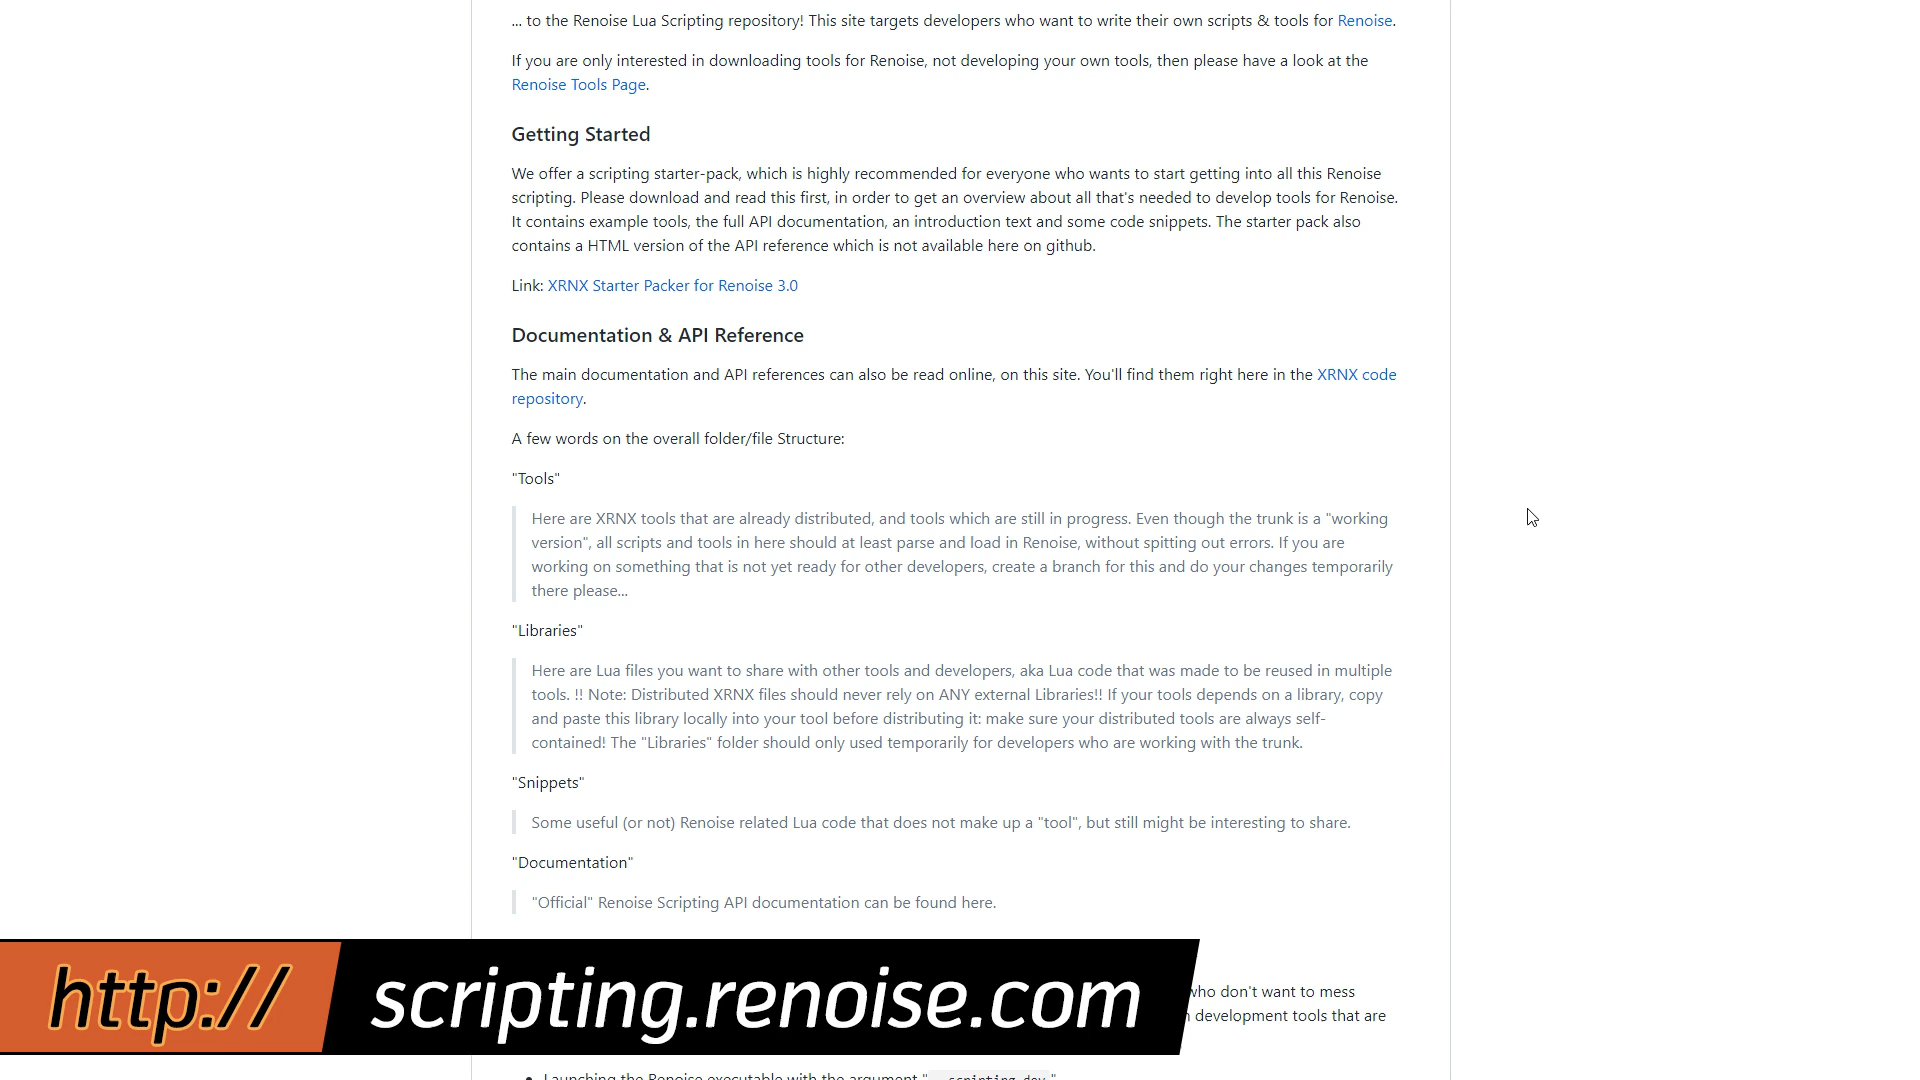 ... to the Renoise Lua Scripting repository! This site targets developers who want to write their own scripts & tools for Renoise.
If you are only interested in downloading tools for Renoise, not developing your own tools, then please have a look at the
Renoise Tools Page.
Getting Started
We offer a scripting starter-pack, which is highly recommended for everyone who wants to start getting into all this Renoise
scripting. Please download and read this first, in order to get an overview about all that's needed to develop tools for Renoise.
It contains example tools, the full API documentation, an introduction text and some code snippets. The starter pack also
contains a HTML version of the API reference which is not available here on github.
Link: XRNX Starter Packer for Renoise 3.0
Documentation & API Reference
The main documentation and API references can also be read online, on this site. You'll find them right here in the XRNX code
repository.
A few words on the overall folder/file Structure:
"Tools"
Here are XRNX tools that are already distributed, and tools which are still in progress. Even though the trunk is a "working
version", all scripts and tools in here should at least parse and load in Renoise, without spitting out errors. If you are
working on something that is not yet ready for other developers, create a branch for this and do your changes temporarily
there please...
"Libraries"
Here are Lua files you want to share with other tools and developers, aka Lua code that was made to be reused in multiple
tools. !! Note: Distributed XRNX files should never rely on ANY external Libraries!! If your tools depends on a library, copy
and paste this library locally into your tool before distributing it: make sure your distributed tools are always self-
contained! The "Libraries" folder should only used temporarily for developers who are working with the trunk.
"Snippets"
Some useful (or not) Renoise related Lua code that does not make up a "tool", but still might be interesting to share.
"Documentation"
"Official" Renoise Scripting API documentation can be found here.
who don't want to mess
development tools that are
http:// scripting.renoise.com
Launching the Renoise executable with the argument "--scripting-dev"